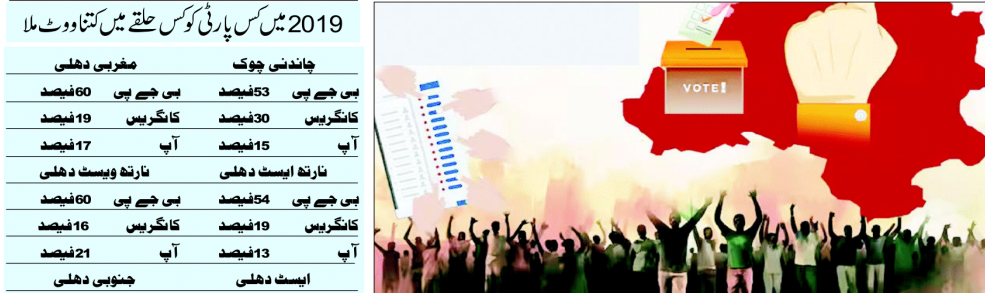 2019 میں کس پارٹی کو کس حلقے میں کتنا ووٹ ملا
چاندنی چوک مغربی دھلی
بی جے پی 53فیصد بی جے پی 60فیصد
کانگریس 30فیصد کانگریس 19فیصد
آپ 15فیصد آپ 17فیصد
نارتھ ایسٹ دھلی نارتھ ویسٹ دھلی
بی جے پی 54فیصد بی جے پی 60فیصد
کانگریس 19فیصد کانگریس 16فیصد
آپ 13فیصد آپ 21فیصد
ایسٹ دھلی جنوبی دھلی
VOTE!